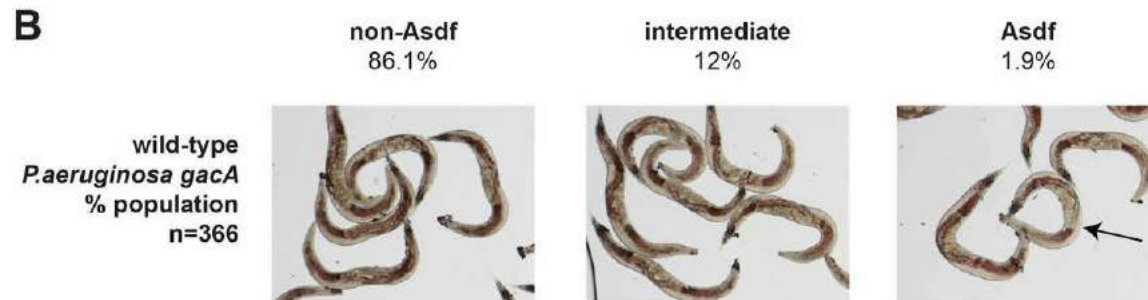 B
non-Asdf
86.1%
intermediate
12%
Asdf
1.9%
wild-type
P.aeruginosa gacA
% population
n=366